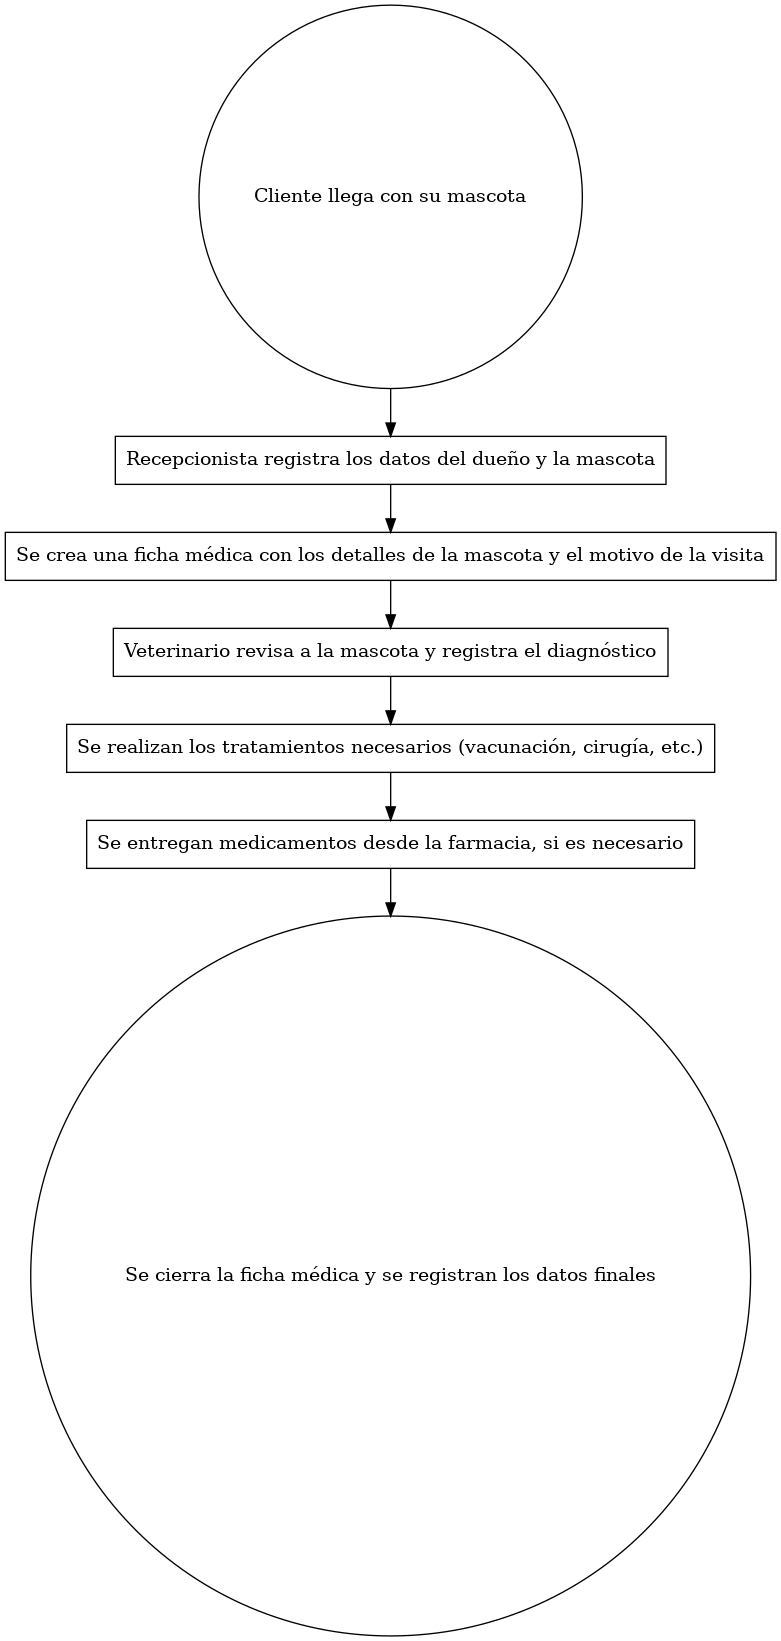 Cliente llega con su mascota
Recepcionista registra los datos del dueño y la mascota
Se crea una ficha médica con los detalles de la mascota y el motivo de la visita
Veterinario revisa a la mascota y registra el diagnóstico
Se realizan los tratamientos necesarios (vacunación, cirugía, etc.)
Se entregan medicamentos desde la farmacia, si es necesario
Se cierra la ficha médica y se registran los datos finales